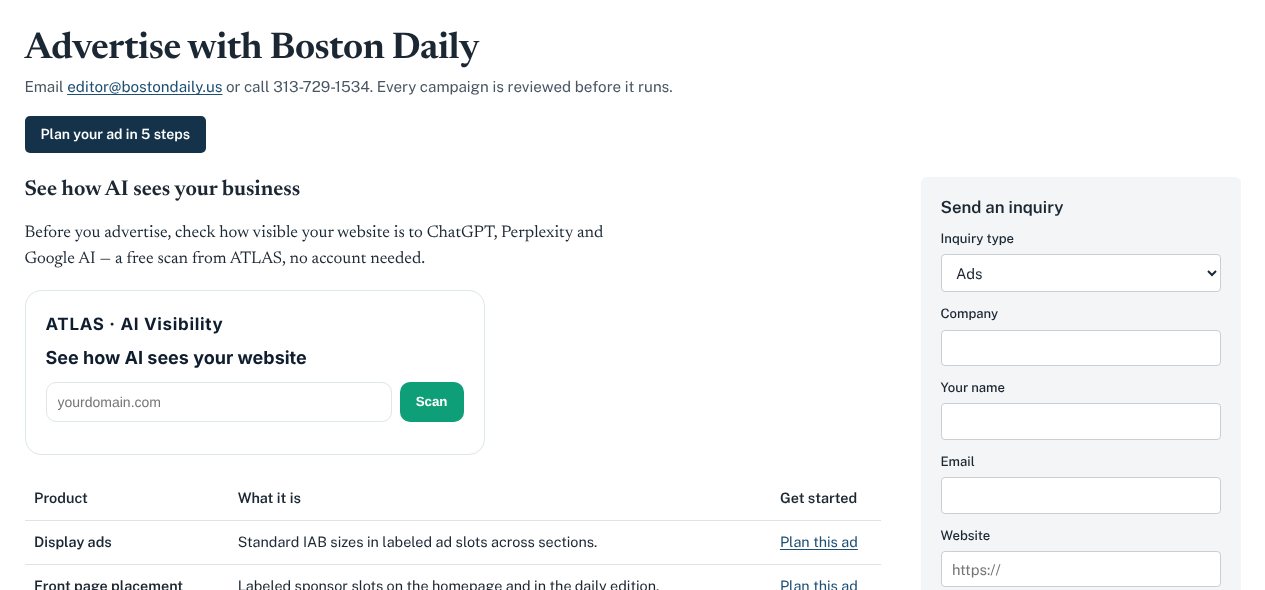 Advertise with Boston Daily
Email editor@bostondaily.us or call 313-729-1534. Every campaign is reviewed before it runs.
Plan your ad in 5 steps
See how AI sees your business
Before you advertise, check how visible your website is to ChatGPT, Perplexity and
Google AI — a free scan from ATLAS, no account needed.
ATLAS · AI Visibility
See how AI sees your website
yourdomain.com
Scan
Product What it is Get started
Display ads Standard IAB sizes in labeled ad slots across sections. Plan this ad
Front page placement Labeled sponsor slots on the homepage and in the daily edition. Plan this ad
Send an inquiry
Inquiry type
Ads
Company
Your name
Email
Website
https://